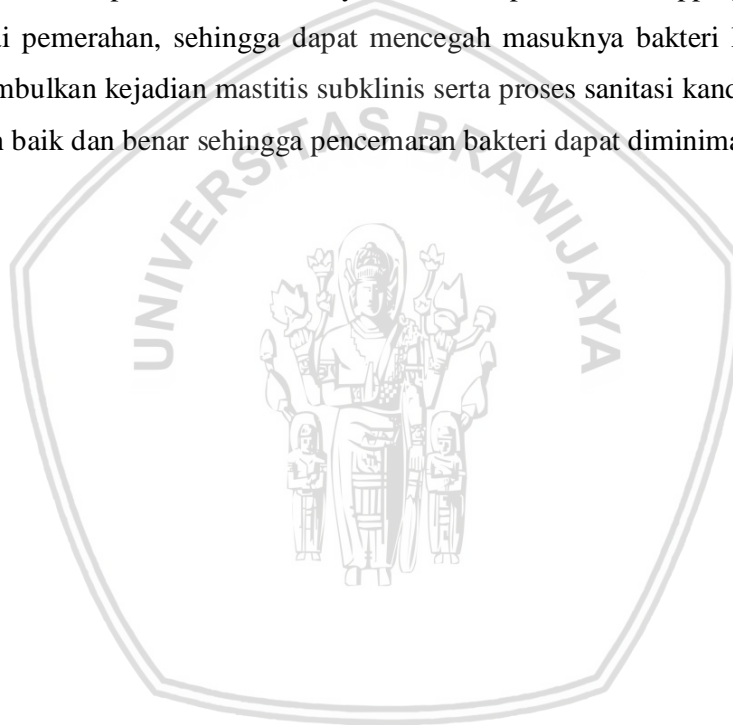 i pemerahan, sehingga dapat mencegah masuknya bakteri
mbulkan kejadian mastitis subklinis serta proses sanitasi kand
baik dan benar sehingga pencemaran bakteri dapat diminima
UNIVERSITAS BRAWIJAYA